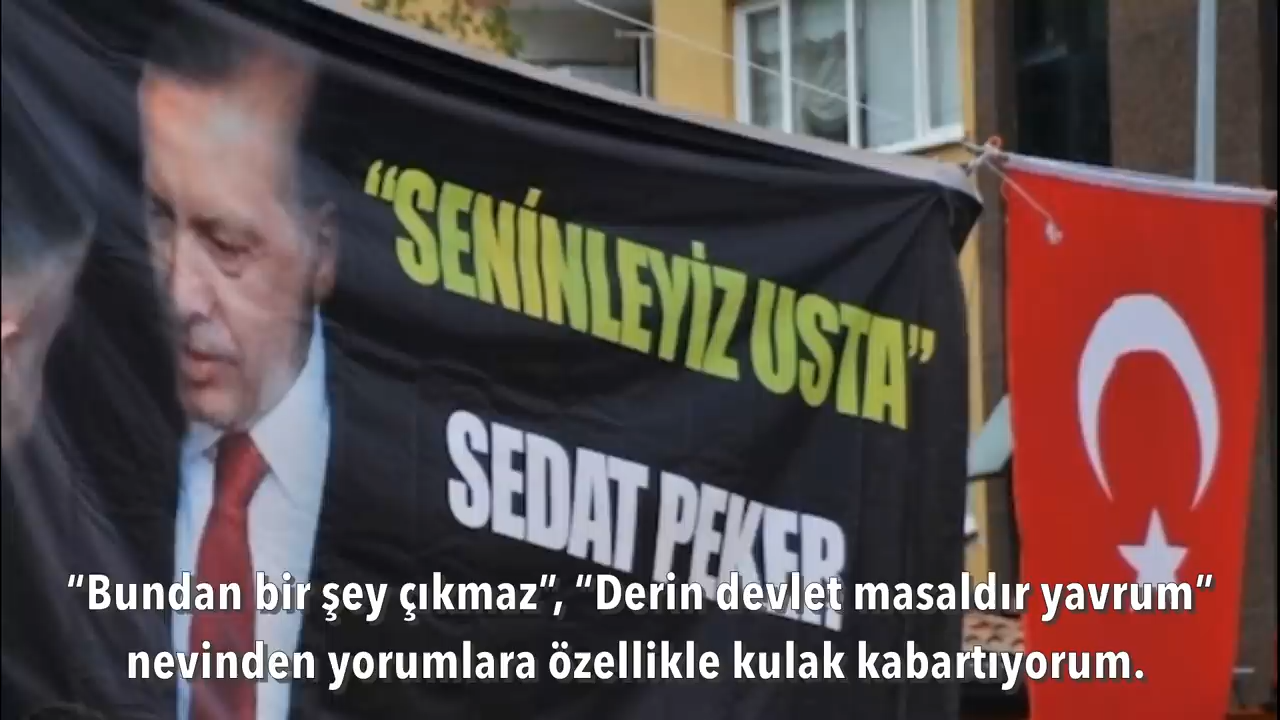 “SENİNLEYİZ USTA”
SEDAT PEKER
“Bundan bir şey çıkmaz”, “Derin devlet masaldır yavrum”
nevinden yorumlara özellikle kulak kabartıyorum.